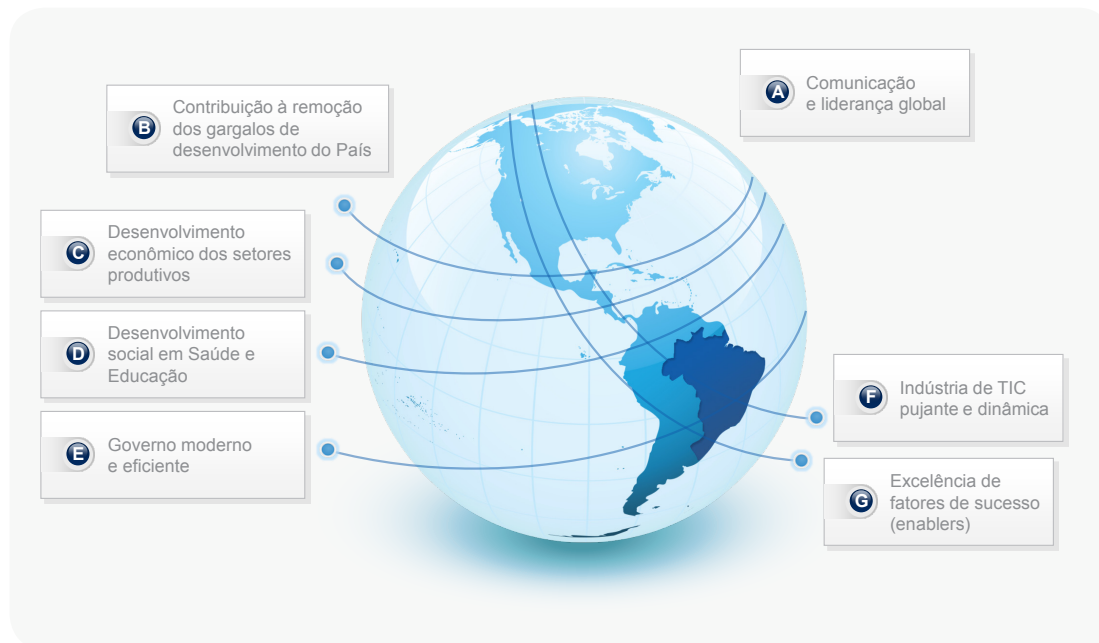 A
Comunicação
e liderança global
B
Contribuição à remoção
dos gargalos de
desenvolvimento do País
C
Desenvolvimento
econômico dos setores
produtivos
D
Desenvolvimento
social em Saúde e
Educação
E
Governo moderno
e eficiente
F
Indústria de TIC
pujante e dinâmica
G
Excelência de
fatores de sucesso
(enablers)